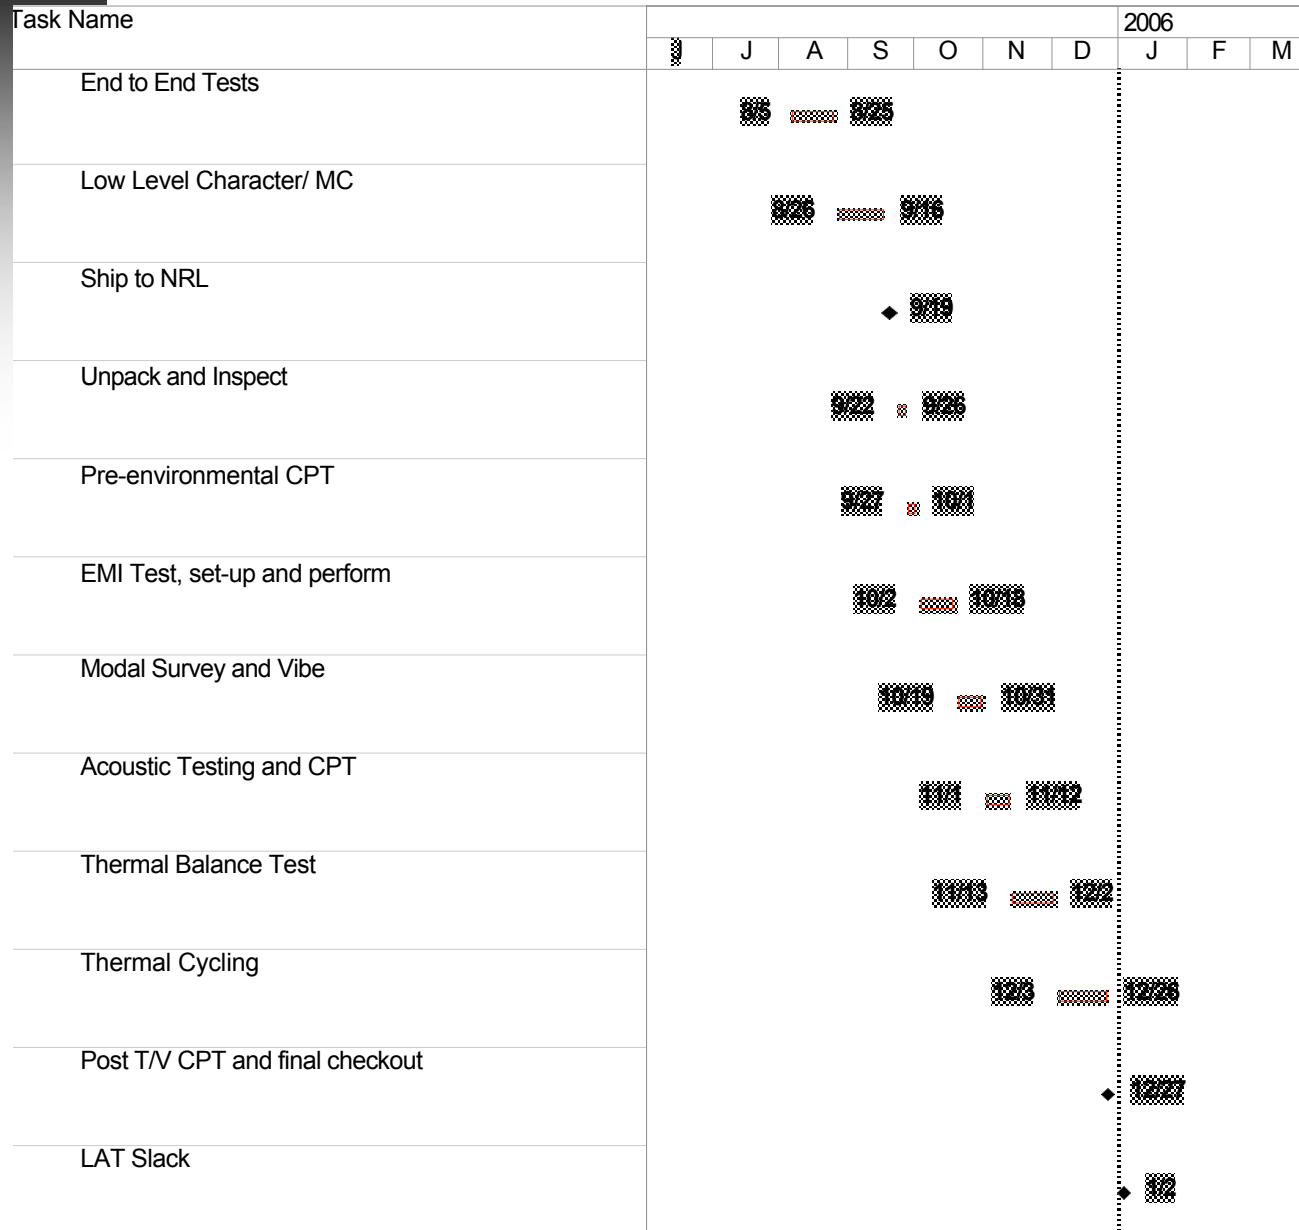 Task Name
2006
J J A S O N D J F M
End to End Tests
8/5 8/25
Low Level Character/ MC
8/26 9/16
Ship to NRL
9/19
Unpack and Inspect
9/22 9/26
Pre-environmental CPT
9/27 10/1
EMI Test, set-up and perform
10/2 10/18
Modal Survey and Vibe
10/19 10/31
Acoustic Testing and CPT
11/1 11/12
Thermal Balance Test
11/13 12/2
Thermal Cycling
12/3 12/26
Post T/V CPT and final checkout
12/27
LAT Slack
1/2